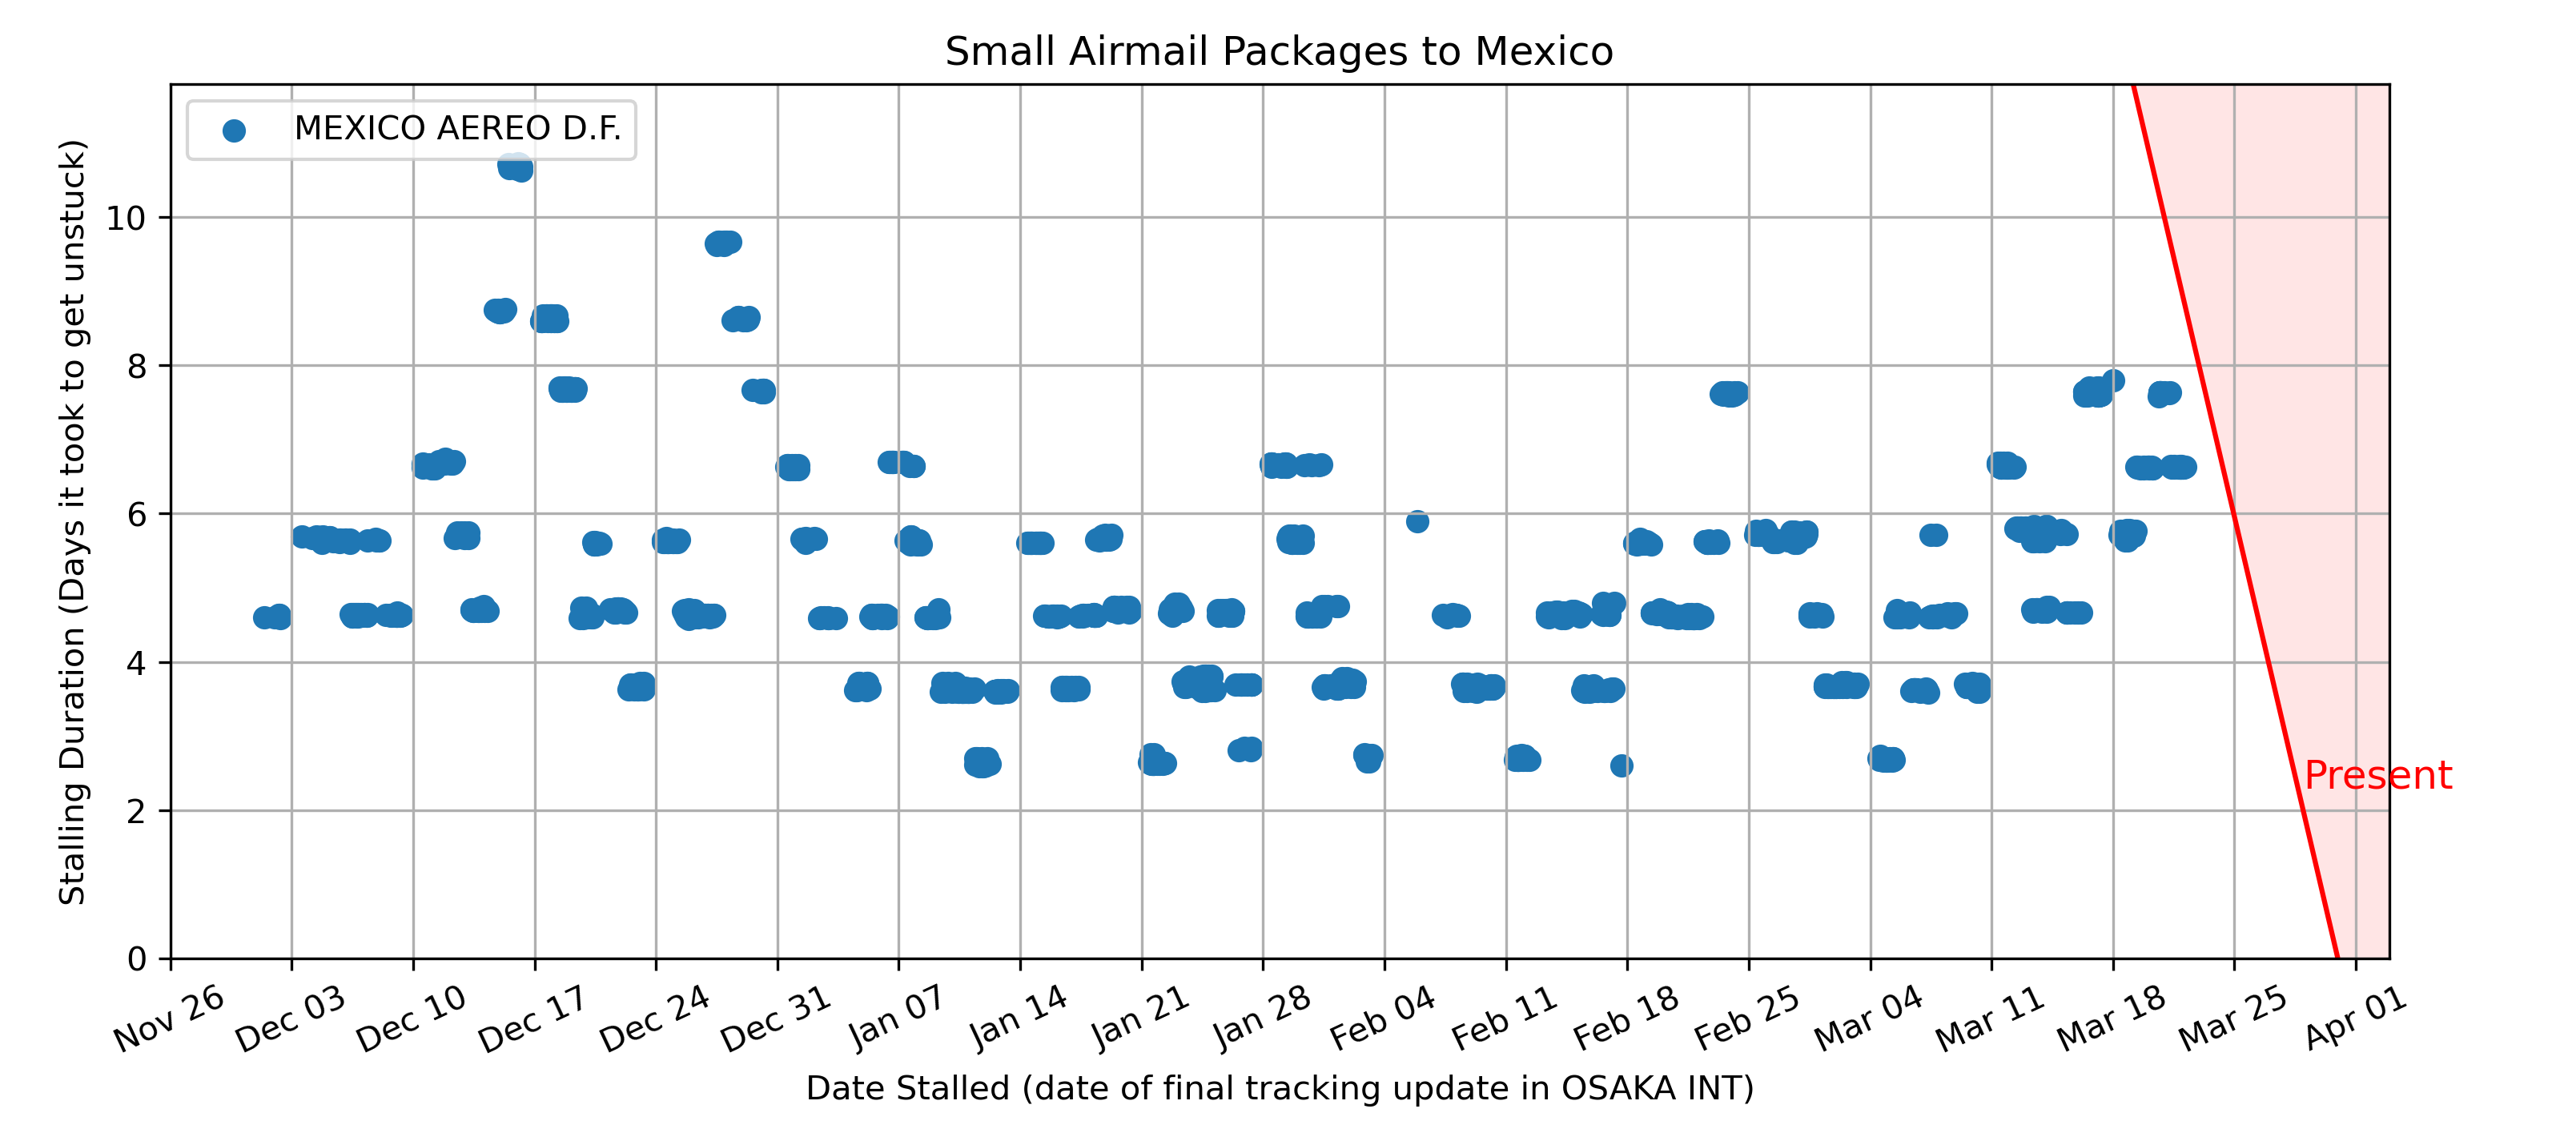 Small Airmail Packages to Mexico
MEXICO AEREO D.F.
Stalling Duration (Days it took to get unstuck)
10
8
6
4
2
0
Present
Nov 26
Dec 03
Dec 10
Dec 17
Dec 24
Dec 31
Jan 07
Jan 14
Jan 21
Jan 28
Feb 04
Feb 11
Feb 18
Feb 25
Mar 04
Mar 11
Mar 18
Mar 25
Apr 01
Date Stalled (date of final tracking update in OSAKA INT)